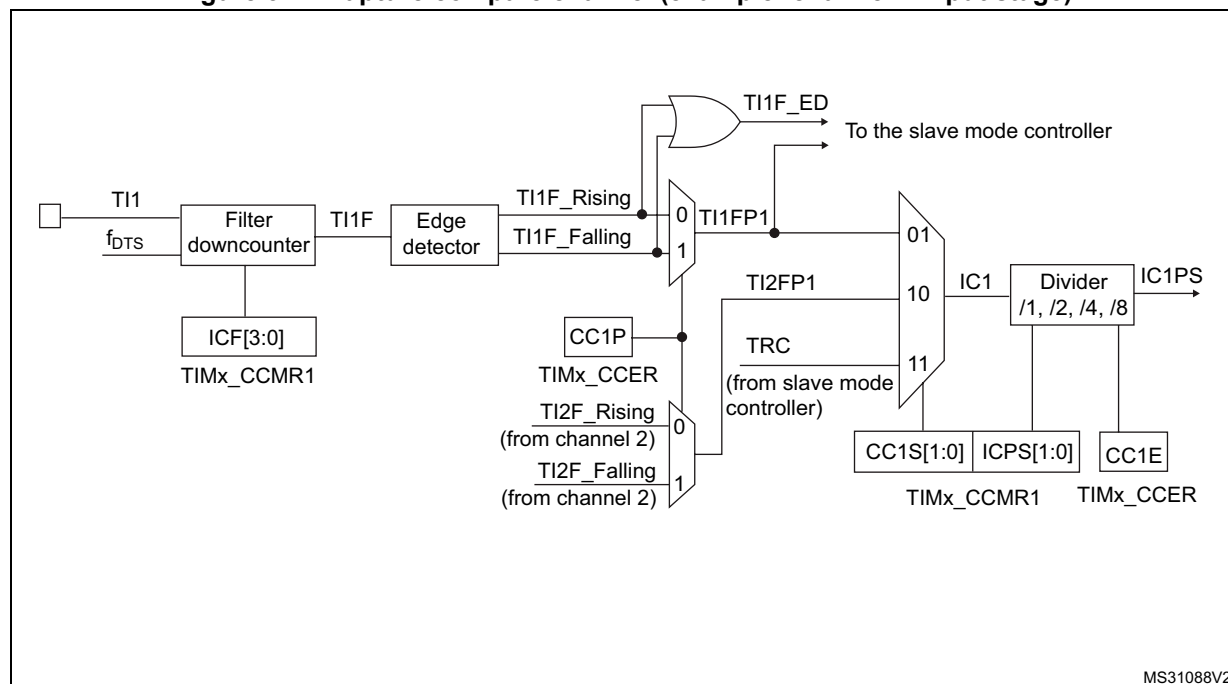 TI1
f_DTS
Filter
downcounter
ICF[3:0]
TIMx_CCMR1
TI1F
Edge
detector
TI1F_Rising
TI1F_Falling
0
1
TI1F_ED
To the slave mode controller
TI1FP1
CC1P
TIMx_CCER
TI2F_Rising
(from channel 2)
TI2F_Falling
(from channel 2)
0
1
TI2FP1
TRC
(from slave mode
controller)
01
10
11
IC1
Divider
/1, /2, /4, /8
IC1PS
CC1S[1:0]
ICPS[1:0]
TIMx_CCMR1
CC1E
TIMx_CCER
MS31088V2